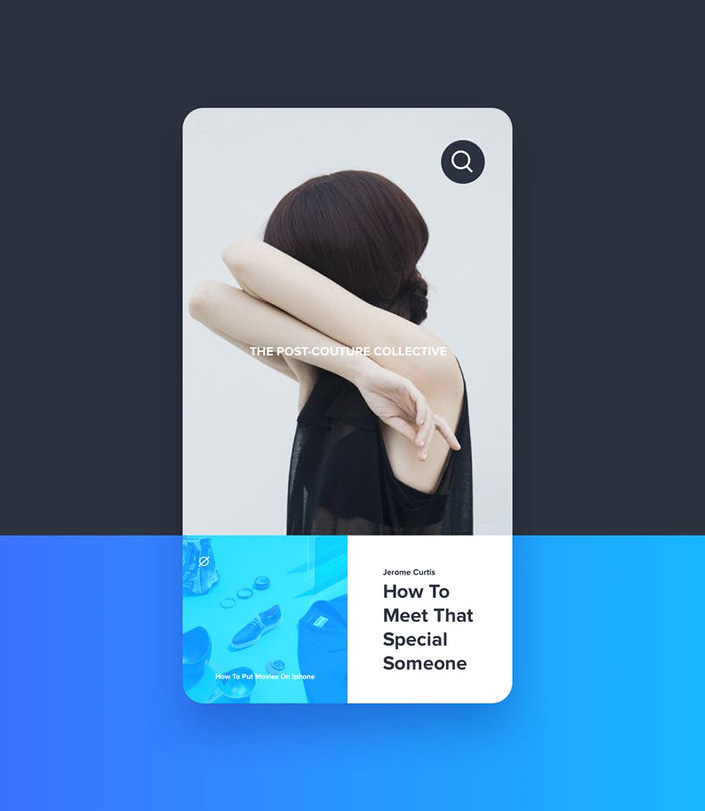 THE POST-COUTURE COLLECTIVE
How To Put Movies On Iphone
Jerome Curtis
How To
Meet That
Special
Someone